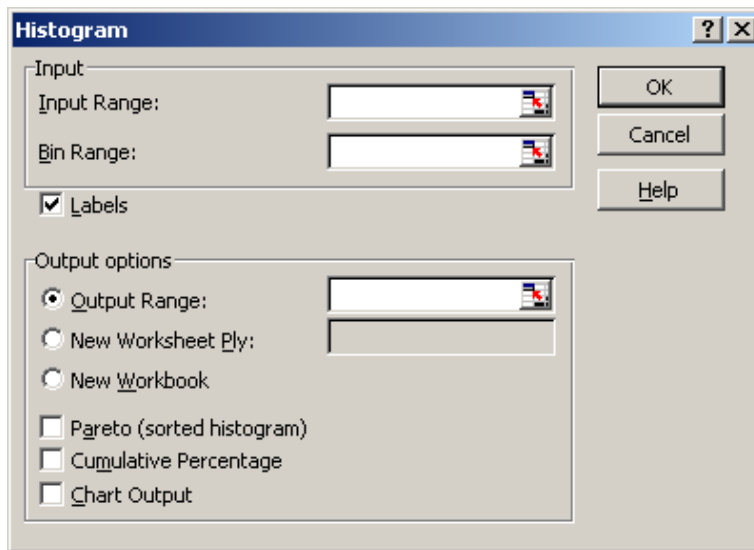 Histogram
Input
Input Range:
Bin Range:
Labels
OK
Cancel
Help
Output options
Output Range:
New Worksheet Ply:
New Workbook
Pareto (sorted histogram)
Cumulative Percentage
Chart Output